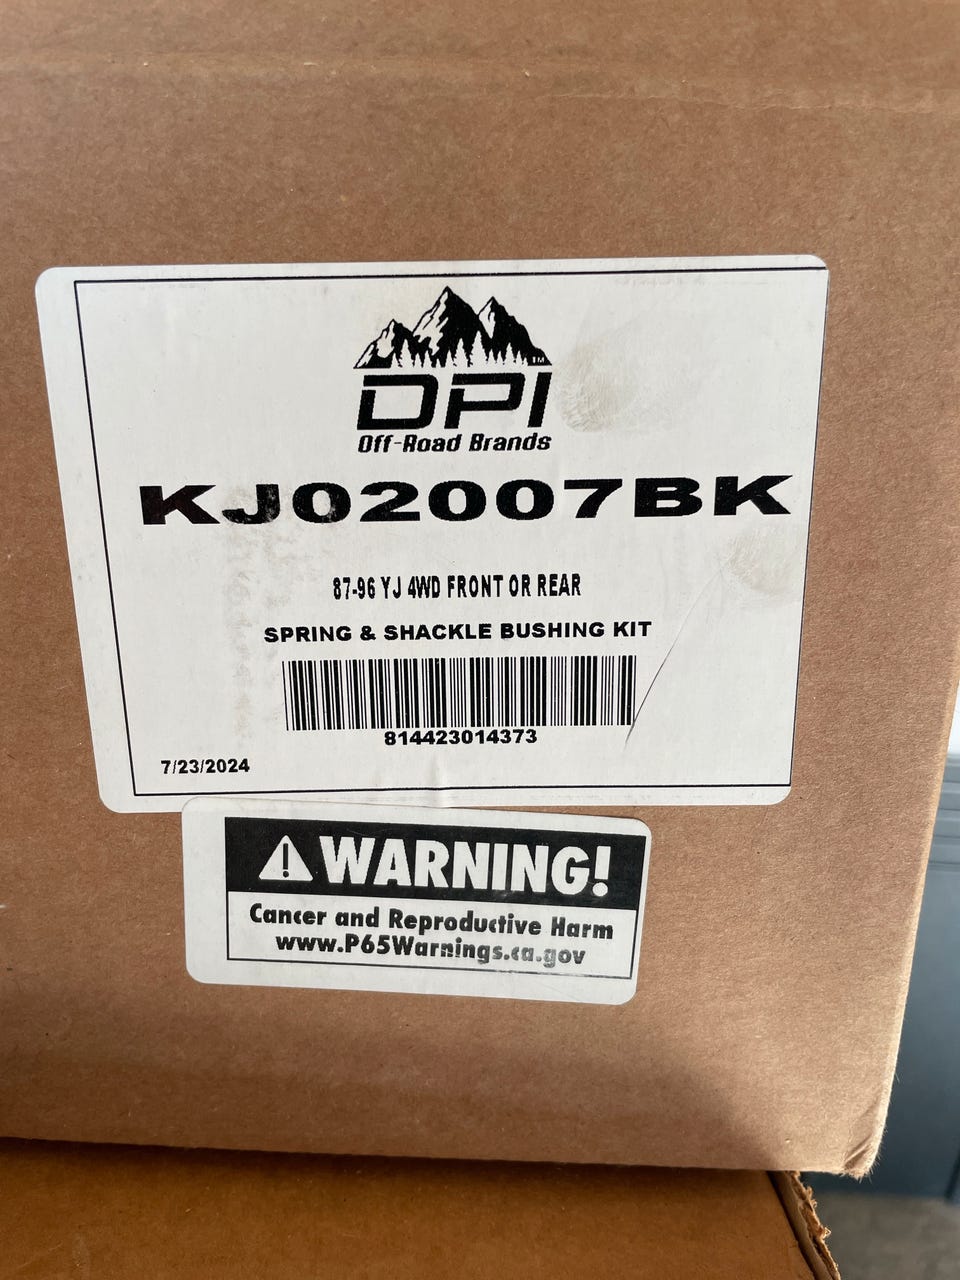 TM
DPI
Off-Road Brands
KJ02007BK
87-96 YJ 4WD FRONT OR REAR
SPRING & SHACKLE BUSHING KIT
814423014373
7/23/2024
WARNING!
Cancer and Reproductive Harm
www.P65Warnings.ca.gov